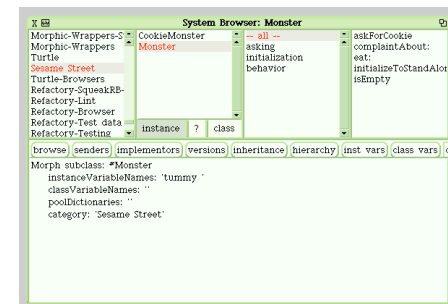 System Browser: Monster
Morphic-Wrappers-S
Morphic-Wrappers
Turtle
Sesame Street
Turtle-Browsers
Refactory-SqueakRB-
Refactory-Lint
Refactory-Browser
Refactory-Test data
Refactory-Testing
CookieMonster
Monster
instance ? class
-- all --
asking
initialization
behavior
askForCookie
complaintAbout:
eat:
initializeToStandAlon
isEmpty
browse senders implementors versions inheritance hierarchy inst vars class vars
Morph subclass: #Monster
instanceVariableNames: 'tummy '
classVariableNames: ''
poolDictionaries: ''
category: 'Sesame Street'